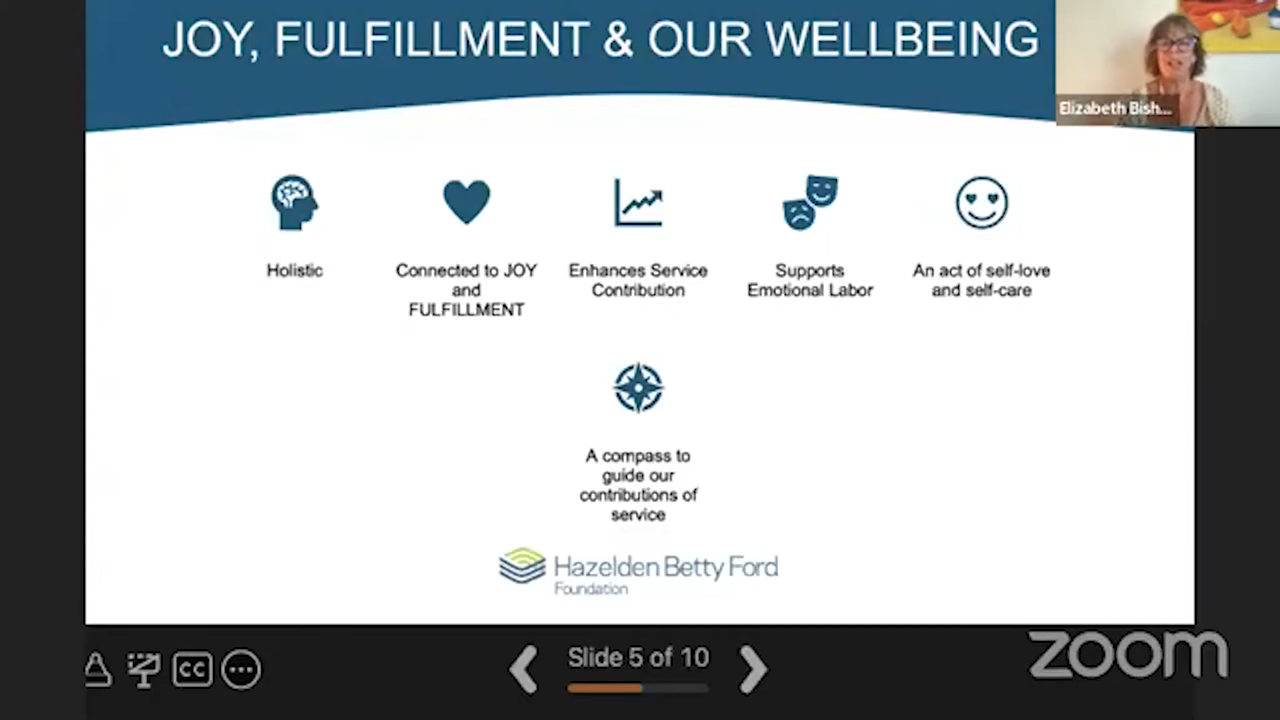 JOY, FULFILLMENT & OUR WELLBEING
Elizabeth Bish...
Holistic
Connected to JOY
and
FULFILLMENT
Enhances Service
Contribution
Supports
Emotional Labor
An act of self-love
and self-care
A compass to
guide our
contributions of
service
Hazelden Betty Ford
Foundation
CC
Slide 5 of 10
zoom